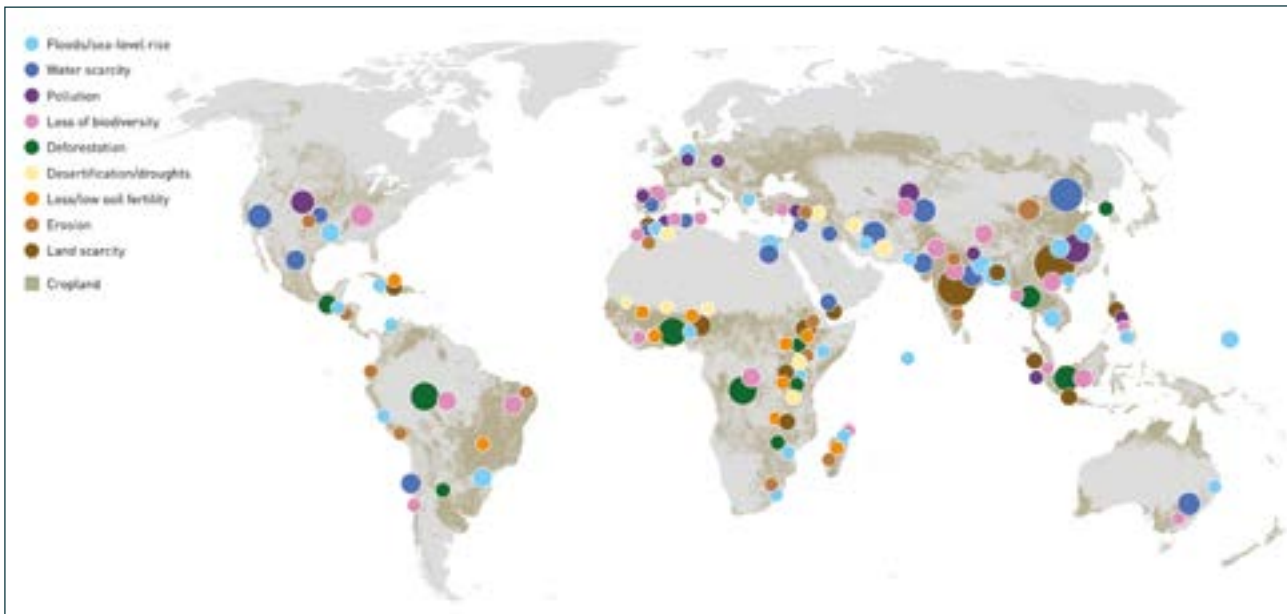 Floods/sea-level rise
Water scarcity
Pollution
Loss of biodiversity
Deforestation
Desertification/droughts
Loss/low soil fertility
Erosion
Land scarcity
Cropland